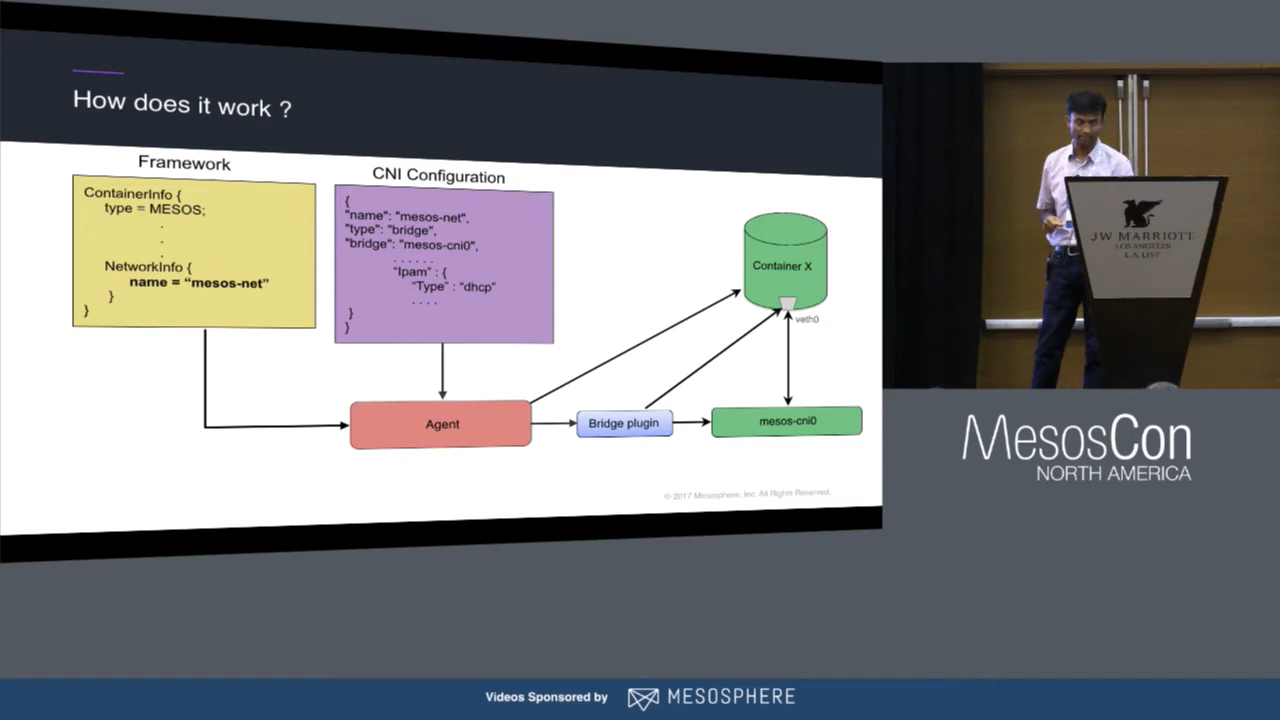 How does it work ?
Framework
ContainerInfo {
type = MESOS;
.
.
.
NetworkInfo {
name = “mesos-net”
}
}
CNI Configuration
{
"name": "mesos-net",
"type": "bridge",
"bridge": "mesos-cni0",
. . . . . .
“Ipam” : {
“Type” : “dhcp”
. . . .
}
}
Container X
veth0
Agent
Bridge plugin
mesos-cni0
© 2017 Mesosphere, Inc. All Rights Reserved.
JW MARRIOTT
LOS ANGELES
L.A. LIVE
MesosCon
NORTH AMERICA
Videos Sponsored by
MESOSPHERE